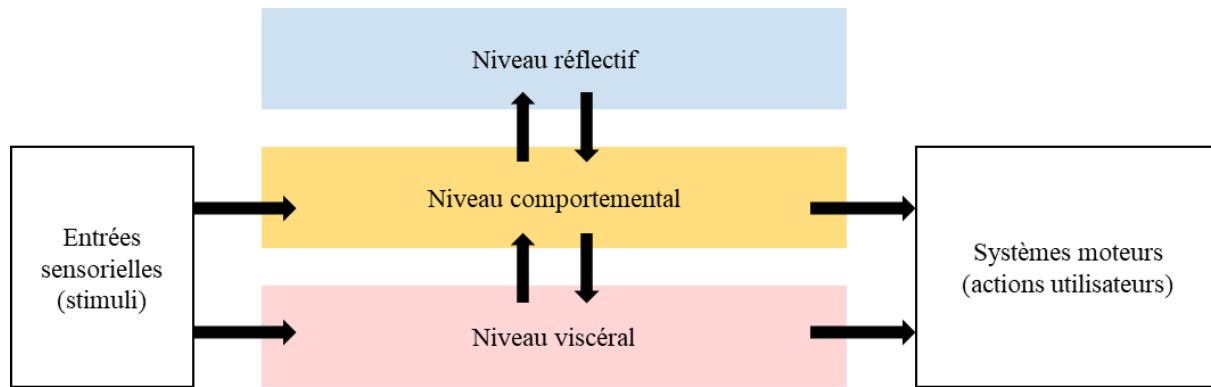 Niveau réflectif
Niveau comportemental
Entrées
sensorielles
(stimuli)
Systèmes moteurs
(actions utilisateurs)
Niveau viscéral